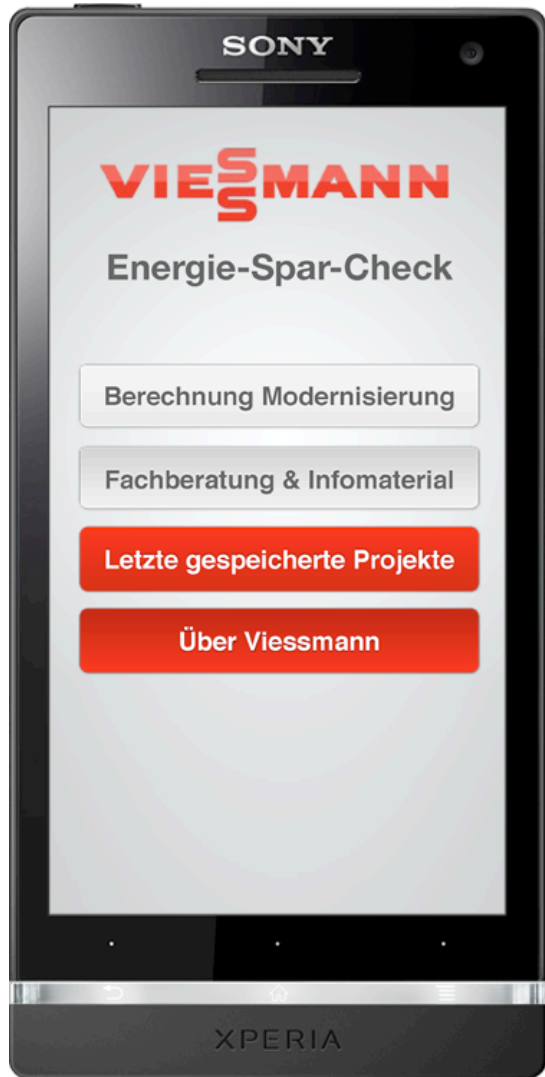 SONY
VIESSMANN
Energie-Spar-Check
Berechnung Modernisierung
Fachberatung & Infomaterial
Letzte gespeicherte Projekte
Über Viessmann
XPERIA